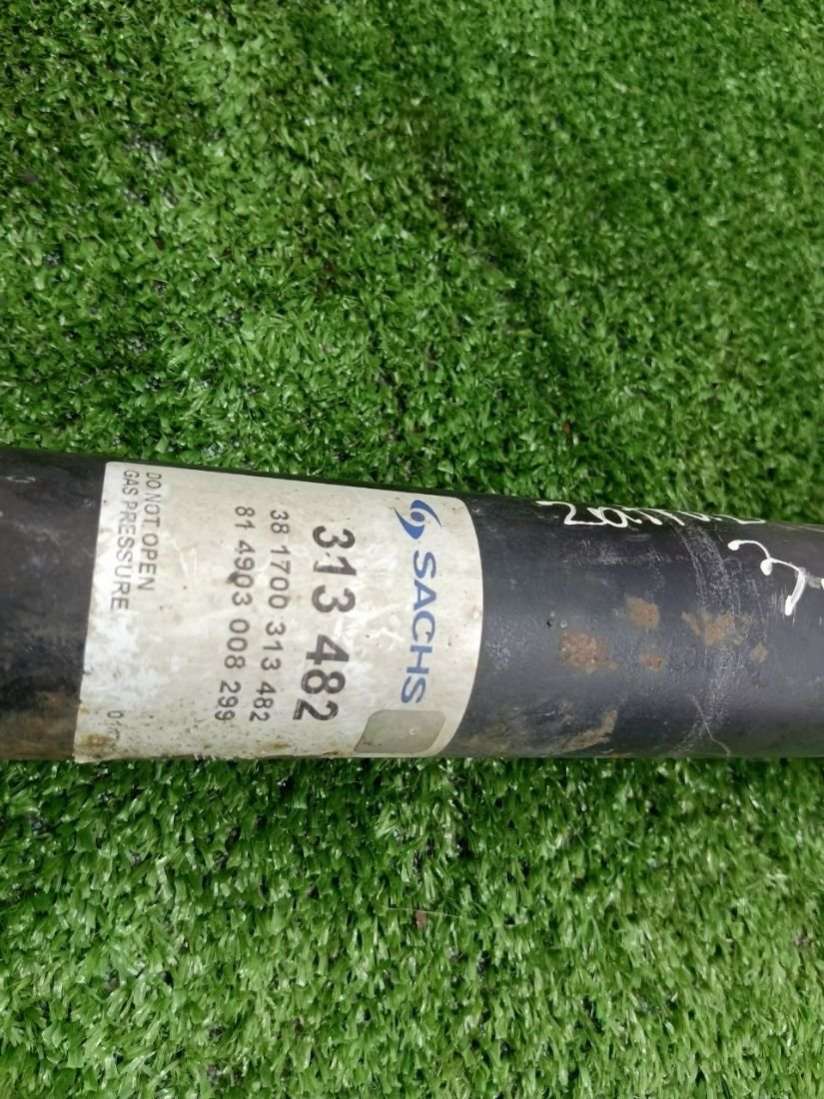 SACHS
313 482
38 1700 313 482
81 4903 008 299
DO NOT OPEN
GAS PRESSURE